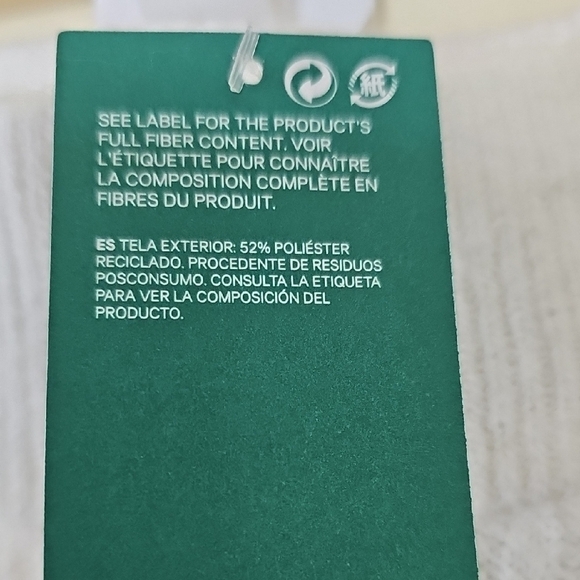 紙
SEE LABEL FOR THE PRODUCT'S
FULL FIBER CONTENT. VOIR
L'ÉTIQUETTE POUR CONNAÎTRE
LA COMPOSITION COMPLÈTE EN
FIBRES DU PRODUIT.
ES TELA EXTERIOR: 52% POLIÉSTER
RECICLADO. PROCEDENTE DE RESIDUOS
POSCONSUMO. CONSULTA LA ETIQUETA
PARA VER LA COMPOSICIÓN DEL
PRODUCTO.